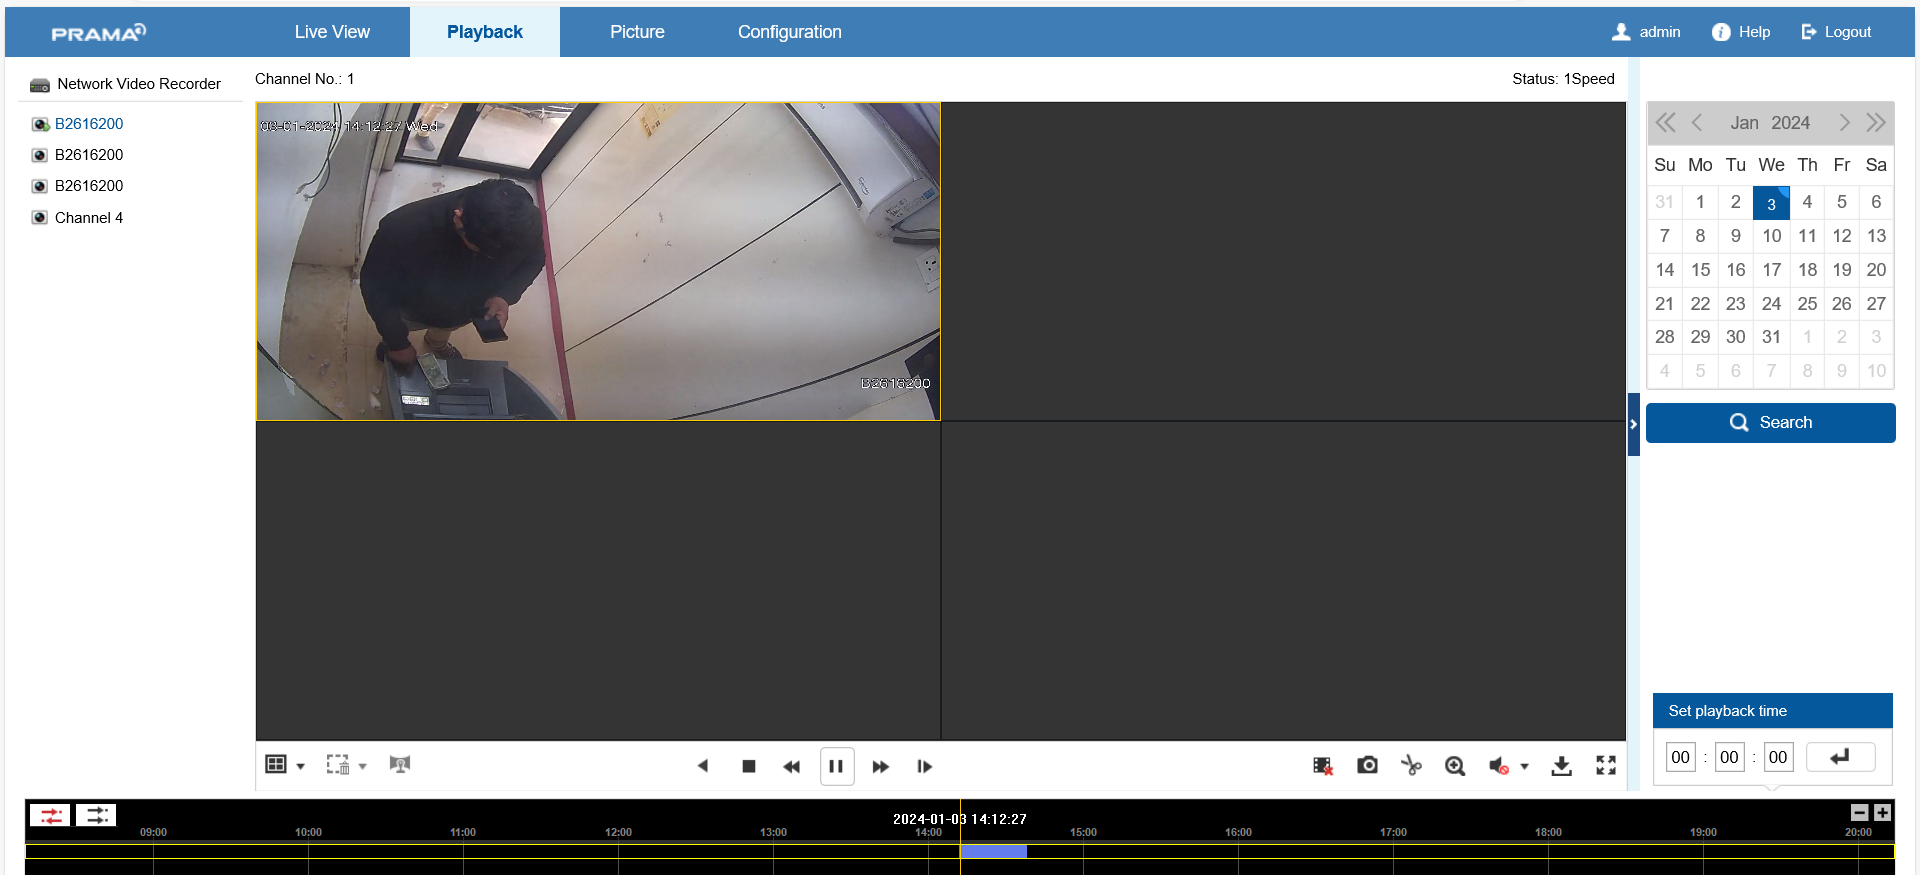 PRAMA
Live View
Playback
Picture
Configuration
admin
Help
Logout
Network Video Recorder
B2616200
B2616200
B2616200
Channel 4
Channel No.: 1
Status: 1Speed
03-01-2024 14:12:27 Wed
B2616200
Jan 2024
Su Mo Tu We Th Fr Sa
31 1 2 3 4 5 6
7 8 9 10 11 12 13
14 15 16 17 18 19 20
21 22 23 24 25 26 27
28 29 30 31 1 2 3
4 5 6 7 8 9 10
Search
Set playback time
00 : 00 : 00
2024-01-03 14:12:27
09:00 10:00 11:00 12:00 13:00 14:00 15:00 16:00 17:00 18:00 19:00 20:00